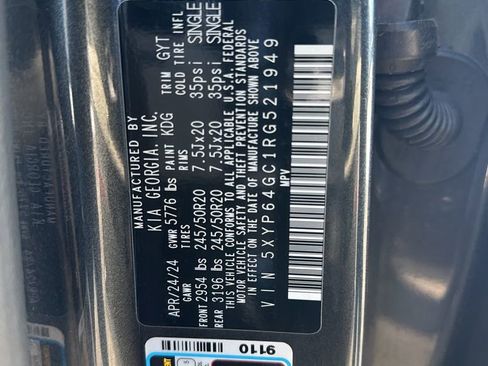 MANUFACTURED BY
KIA GEORGIA, INC.
APR/24/24 GVWR 5776 lbs PAINT KDG TRIM GYT
GAWR TIRES RIMS COLD TIRE INFL
FRONT 2954 lbs 245/50R20 7.5Jx20 35psi SINGLE
REAR 3196 lbs 245/50R20 7.5Jx20 35psi SINGLE
THIS VEHICLE CONFORMS TO ALL APPLICABLE U.S.A. FEDERAL
MOTOR VEHICLE SAFETY AND THEFT PREVENTION STANDARDS
IN EFFECT ON THE DATE OF MANUFACTURE SHOWN ABOVE
VIN 5XYP64GC1RG521949
MPV
9110